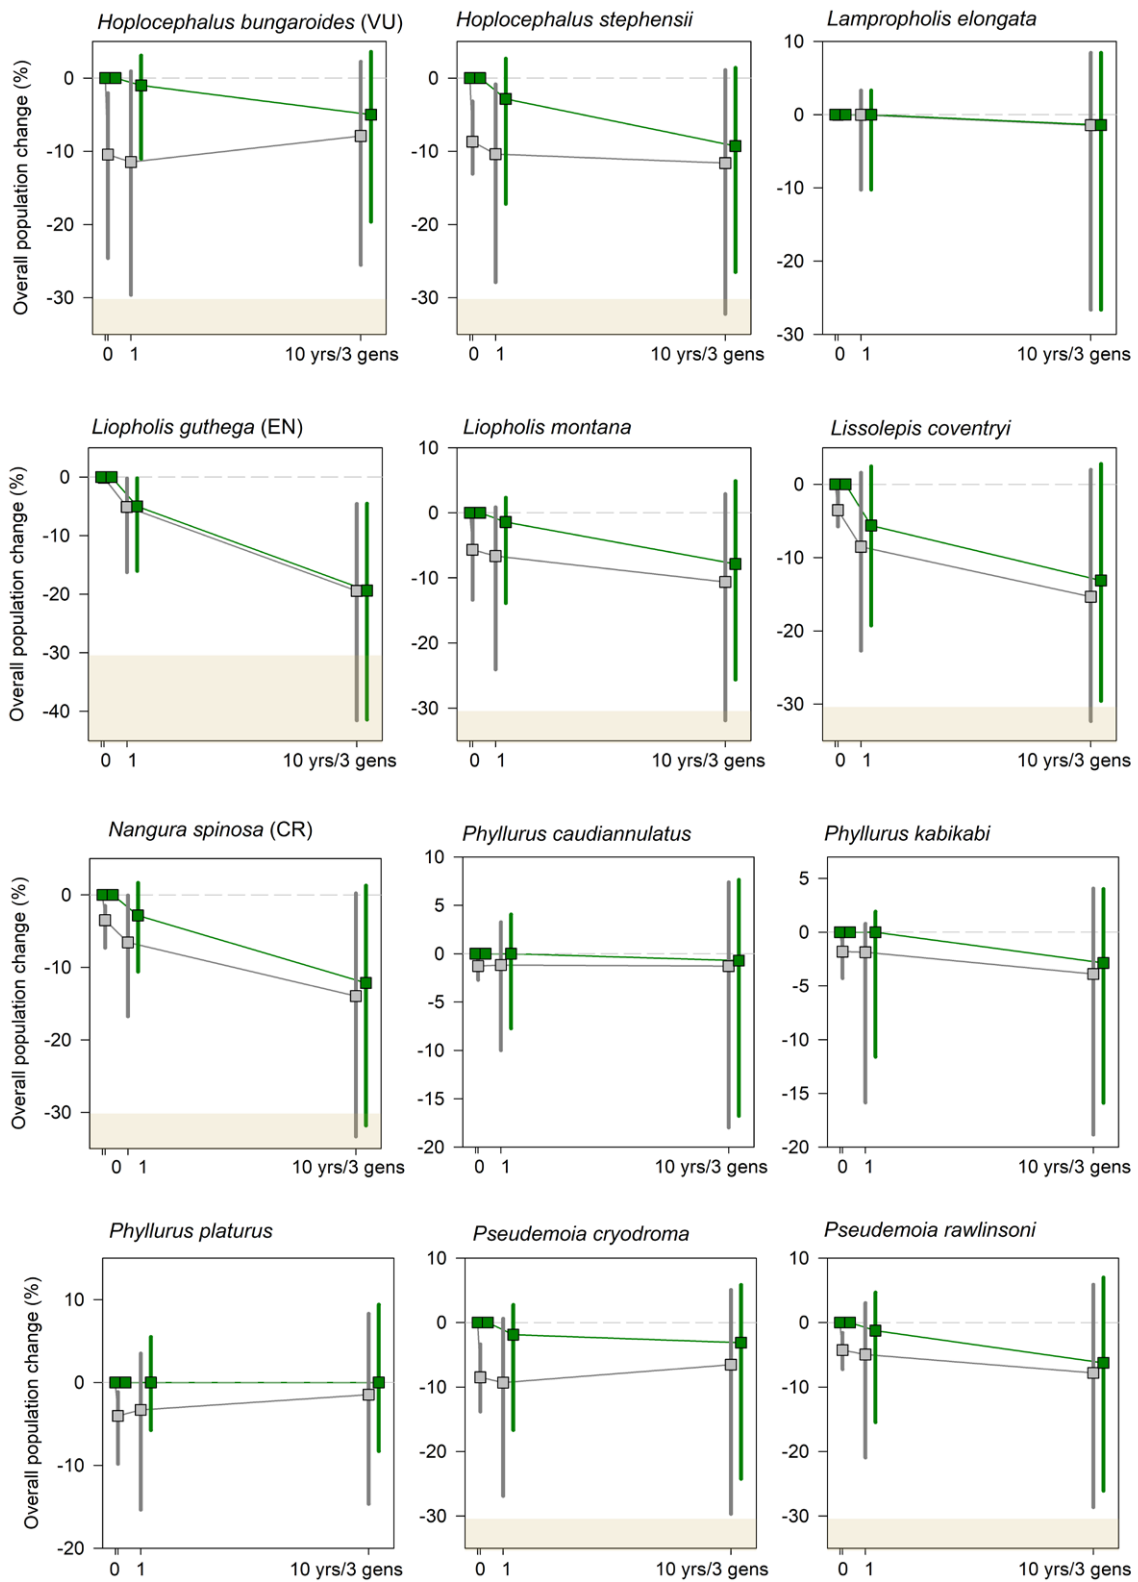 Hoplocephalus bungaroides (VU)
Hoplocephalus stephensii
Lampropholis elongata
Overall population change (%)
0
-10
-20
-30
0
1
10 yrs/3 gens
0
-10
-20
-30
0
1
10 yrs/3 gens
10
0
-10
-20
-30
0
1
10 yrs/3 gens
Liopholis guthega (EN)
Liopholis montana
Lissolepis coventryi
Overall population change (%)
0
-10
-20
-30
-40
0
1
10 yrs/3 gens
10
0
-10
-20
-30
0
1
10 yrs/3 gens
0
-10
-20
-30
0
1
10 yrs/3 gens
Nangura spinosa (CR)
Phyllurus caudiannulatus
Phyllurus kabikabi
Overall population change (%)
0
-10
-20
-30
0
1
10 yrs/3 gens
10
5
0
-5
-10
-15
-20
0
1
10 yrs/3 gens
5
0
-5
-10
-15
-20
0
1
10 yrs/3 gens
Phyllurus platurus
Pseudemoia cryodroma
Pseudemoia rawlinsoni
Overall population change (%)
10
0
-10
-20
0
1
10 yrs/3 gens
10
0
-10
-20
-30
0
1
10 yrs/3 gens
10
0
-10
-20
-30
0
1
10 yrs/3 gens